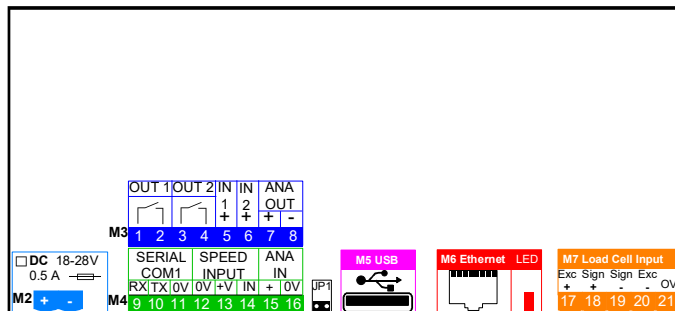 OUT 1 OUT 2 IN IN ANA
1 2 OUT
+ + + -
M3 1 2 3 4 5 6 7 8
DC 18-28V
0.5 A
M2 + -
SERIAL SPEED ANA
COM1 INPUT IN
RX TX 0V 0V +V IN + 0V
M4 9 10 11 12 13 14 15 16
JP1
M5 USB
M6 Ethernet LED
M7 Load Cell Input
Exc Sign Sign Exc
+ + - - OV
17 18 19 20 21